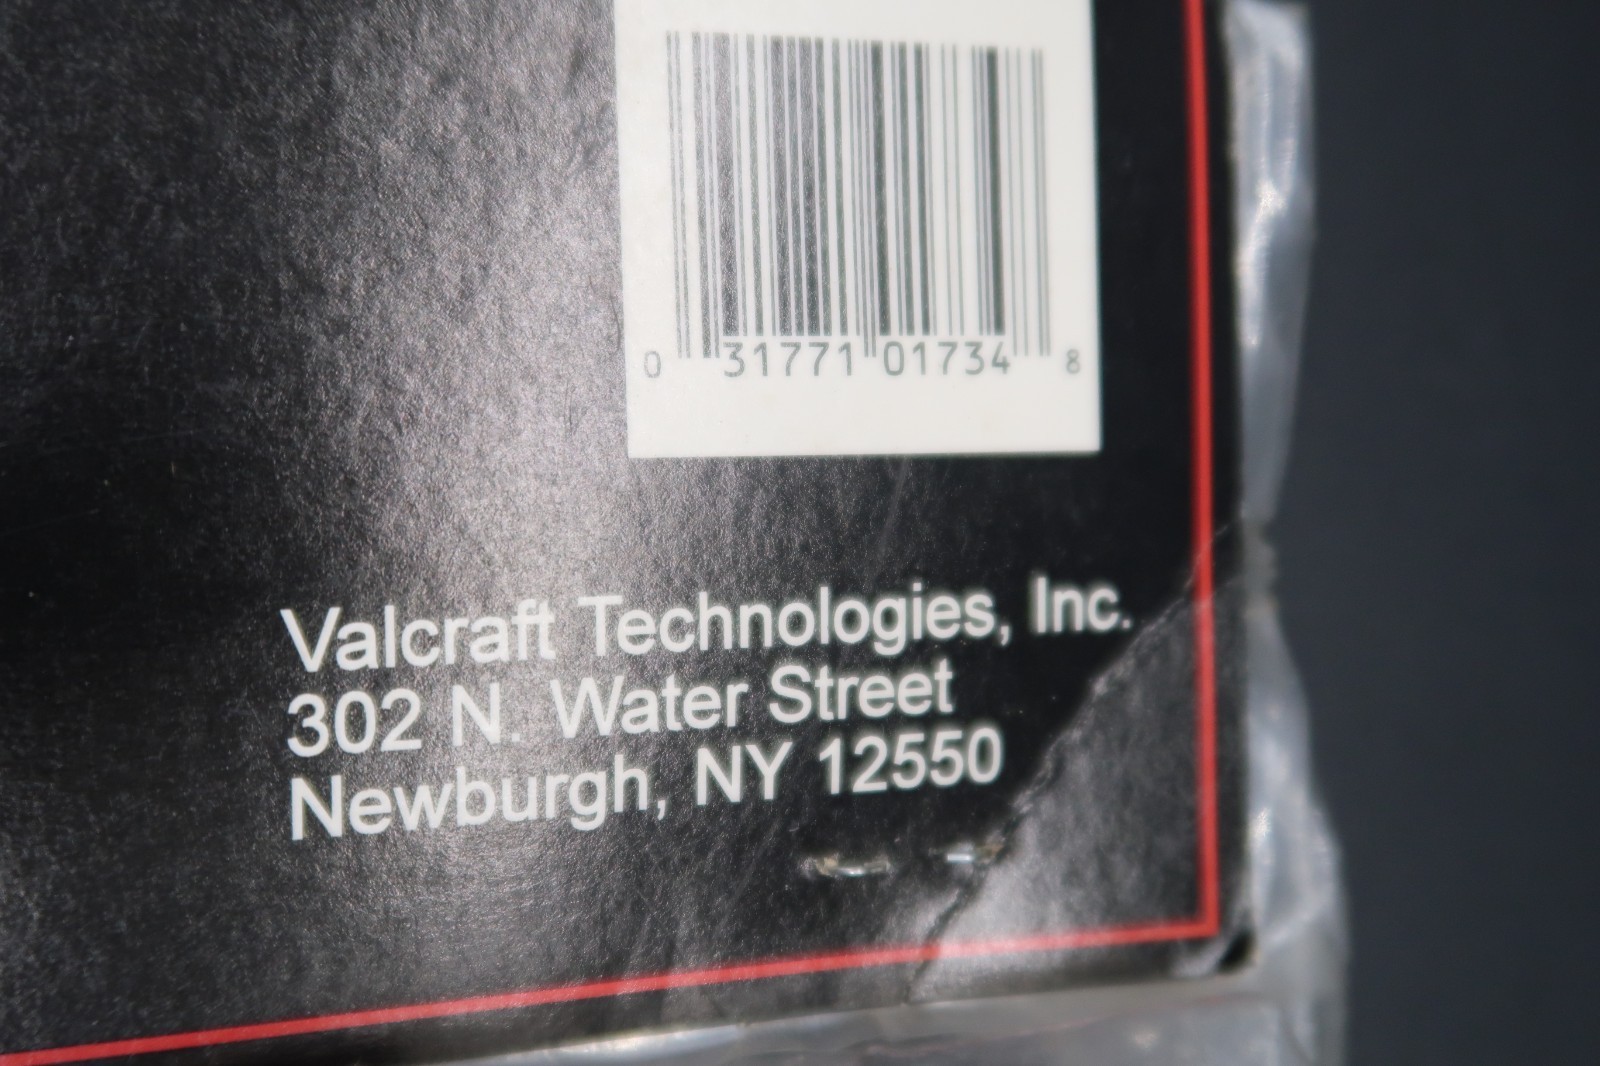 0 31771 01734 8
Valcraft Technologies, Inc.
302 N. Water Street
Newburgh, NY 12550